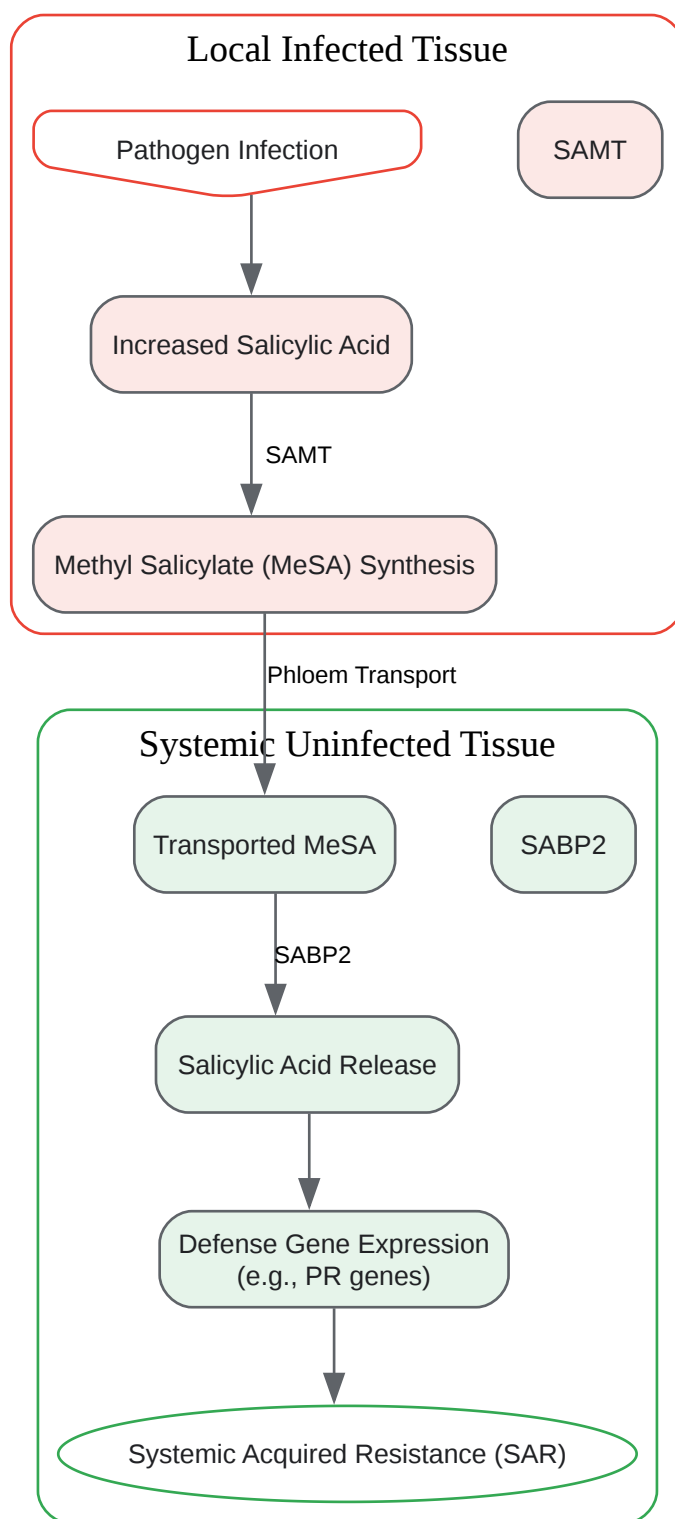 Local Infected Tissue
Pathogen Infection
SAMT
Increased Salicylic Acid
SAMT
Methyl Salicylate (MeSA) Synthesis
Phloem Transport
Systemic Uninfected Tissue
Transported MeSA
SABP2
SABP2
Salicylic Acid Release
Defense Gene Expression
(e.g., PR genes)
Systemic Acquired Resistance (SAR)